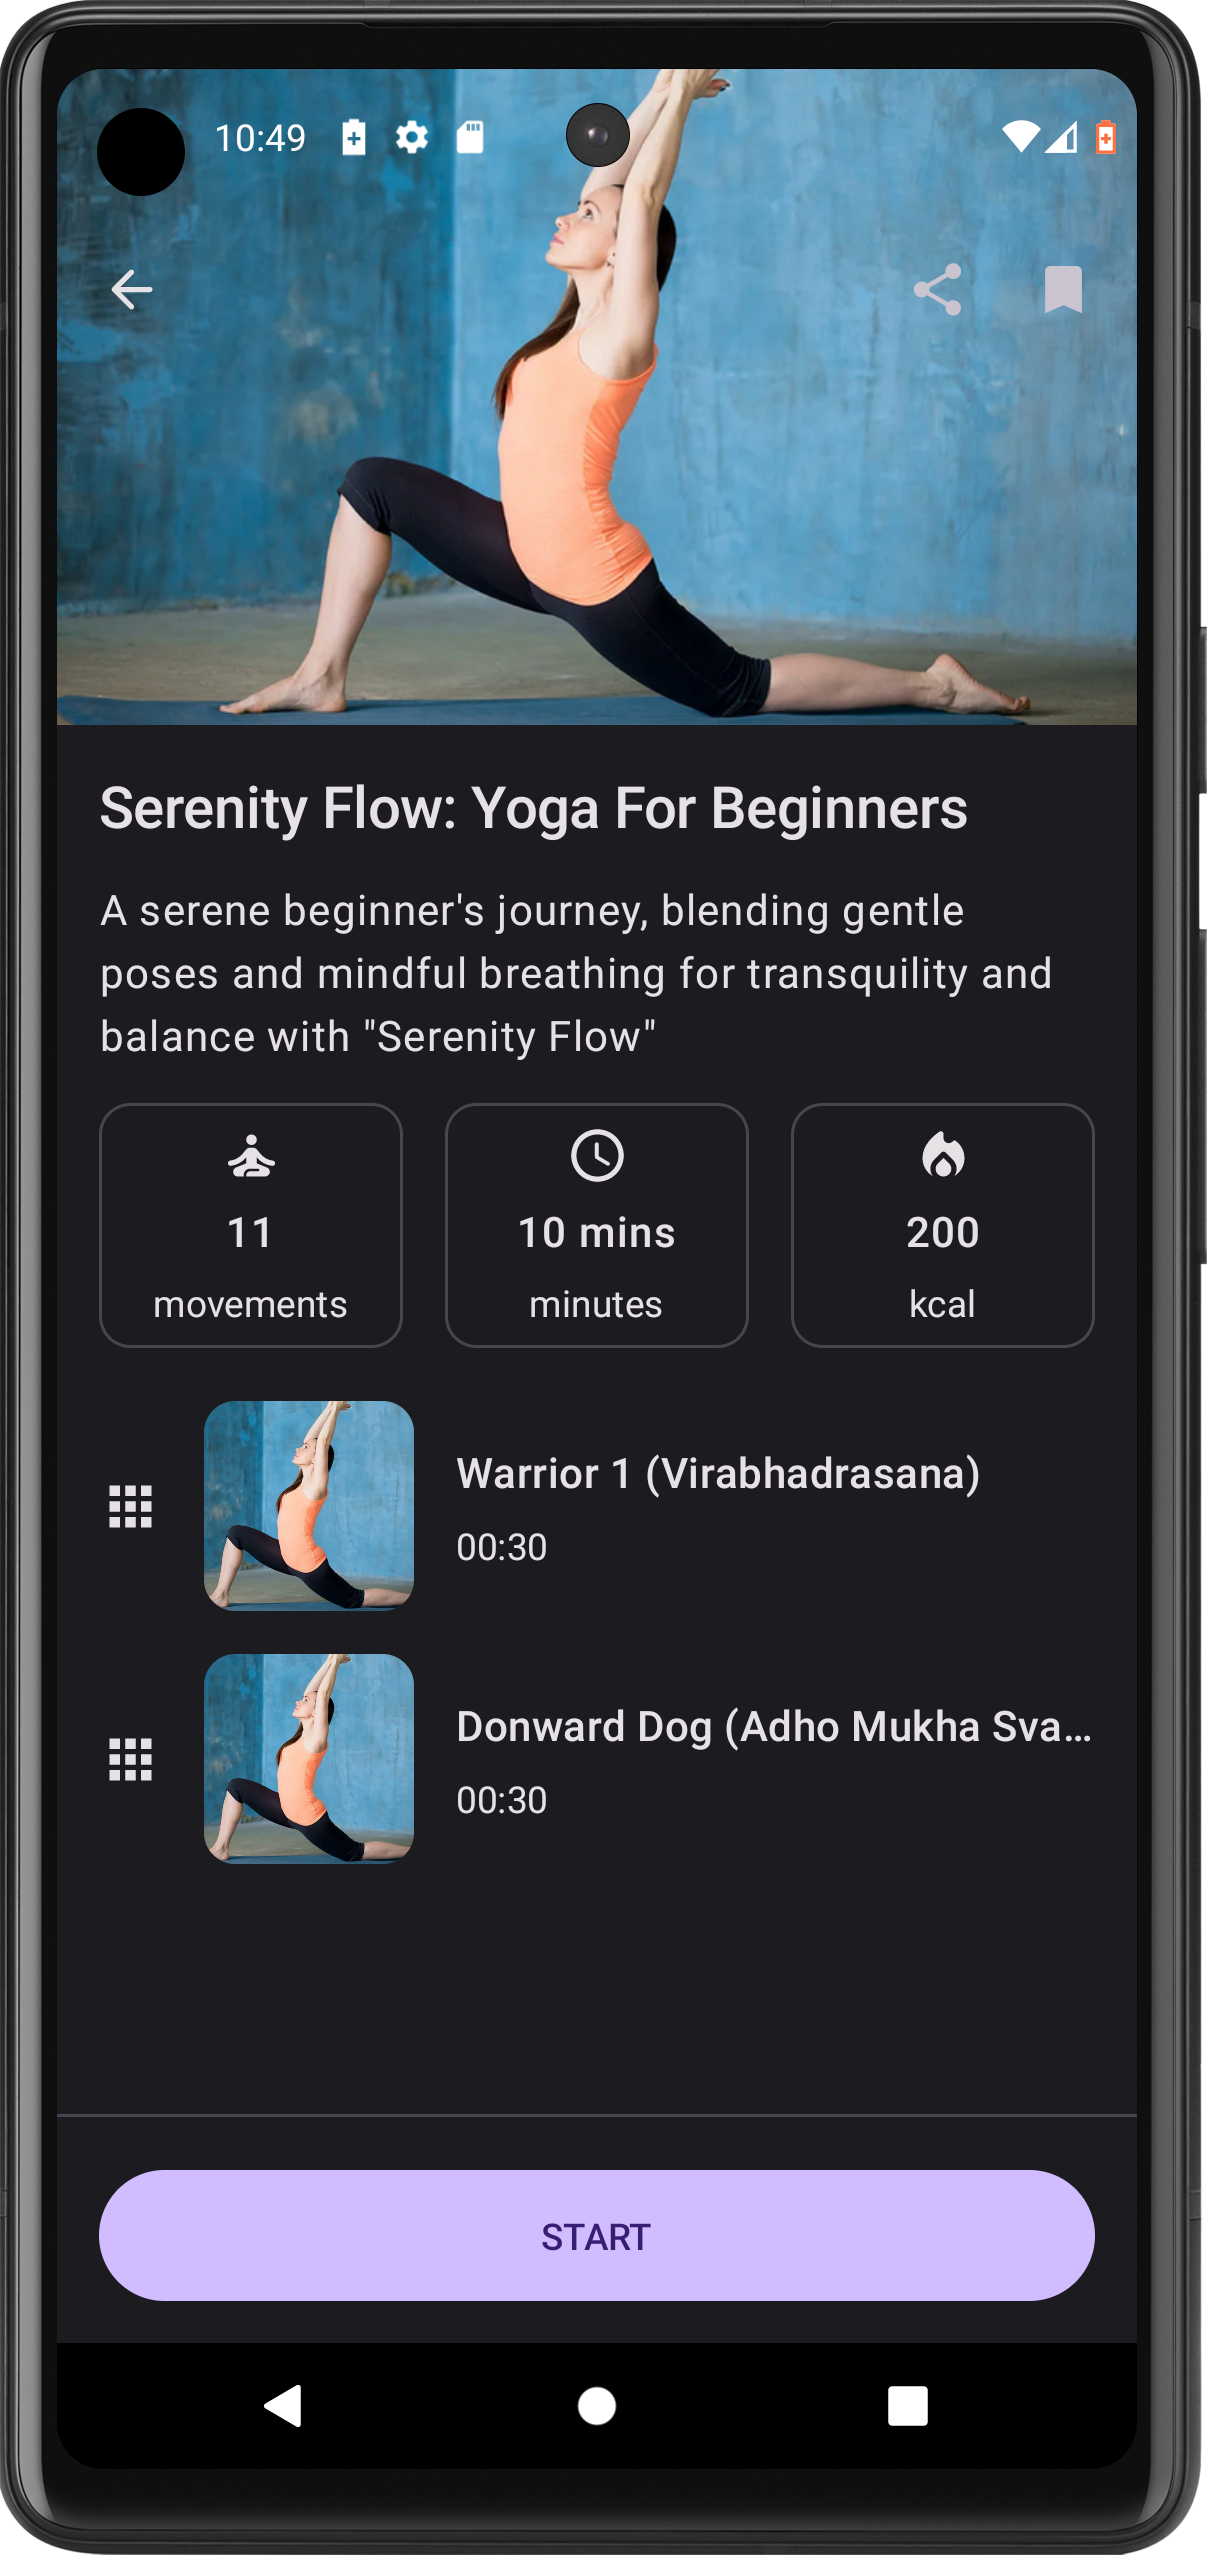 10:49
Serenity Flow: Yoga For Beginners
A serene beginner's journey, blending gentle
poses and mindful breathing for tranquility and
balance with "Serenity Flow"
11
movements
10 mins
minutes
200
kcal
Warrior 1 (Virabhadrasana)
00:30
Donward Dog (Adho Mukha Sva...
00:30
START